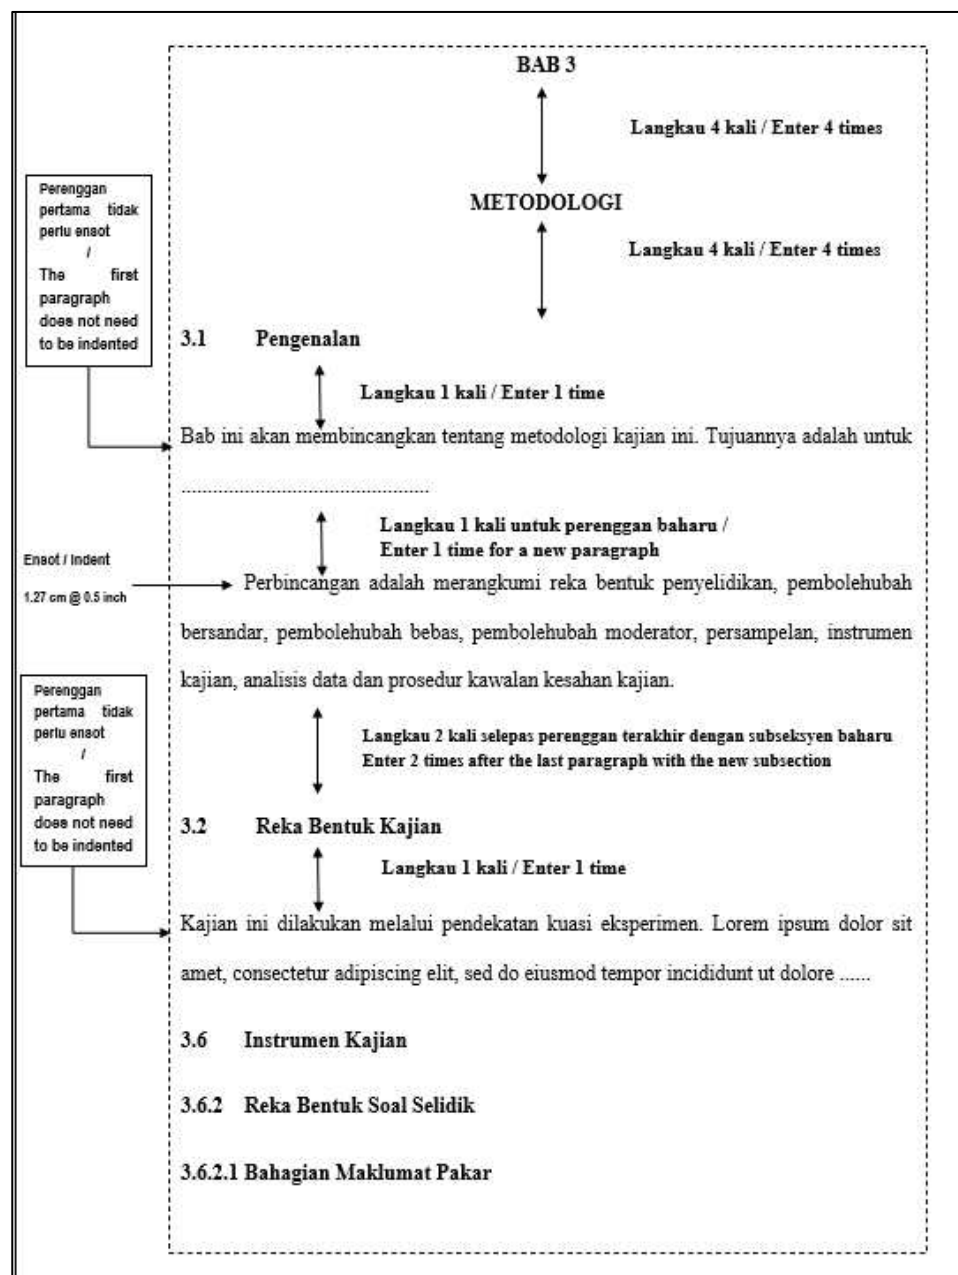 BAB 3
Langkau 4 kali / Enter 4 times
METODOLOGI
Langkau 4 kali / Enter 4 times
Perenggan
pertama tidak
perlu ensot
/
The first
paragraph
does not need
to be indented
3.1 Pengenalan
Langkau 1 kali / Enter 1 time
Bab ini akan membincangkan tentang metodologi kajian ini. Tujuannya adalah untuk
.............................................
Langkau 1 kali untuk perenggan baharu /
Enter 1 time for a new paragraph
Ensot / Indent
1.27 cm @ 0.5 inch
Perbincangan adalah merangkumi reka bentuk penyelidikan, pembolehubah
bersandar, pembolehubah bebas, pembolehubah moderator, persampelan, instrumen
kajian, analisis data dan prosedur kawalan kesahan kajian.
Perenggan
pertama tidak
perlu ensot
/
The first
paragraph
does not need
to be indented
Langkau 2 kali selepas perenggan terakhir dengan subseksyen baharu
Enter 2 times after the last paragraph with the new subsection
3.2 Reka Bentuk Kajian
Langkau 1 kali / Enter 1 time
Kajian ini dilakukan melalui pendekatan kuasi eksperimen. Lorem ipsum dolor sit
amet, consectetur adipiscing elit, sed do eiusmod tempor incididunt ut dolore ......
3.6 Instrumen Kajian
3.6.2 Reka Bentuk Soal Selidik
3.6.2.1 Bahagian Maklumat Pakar